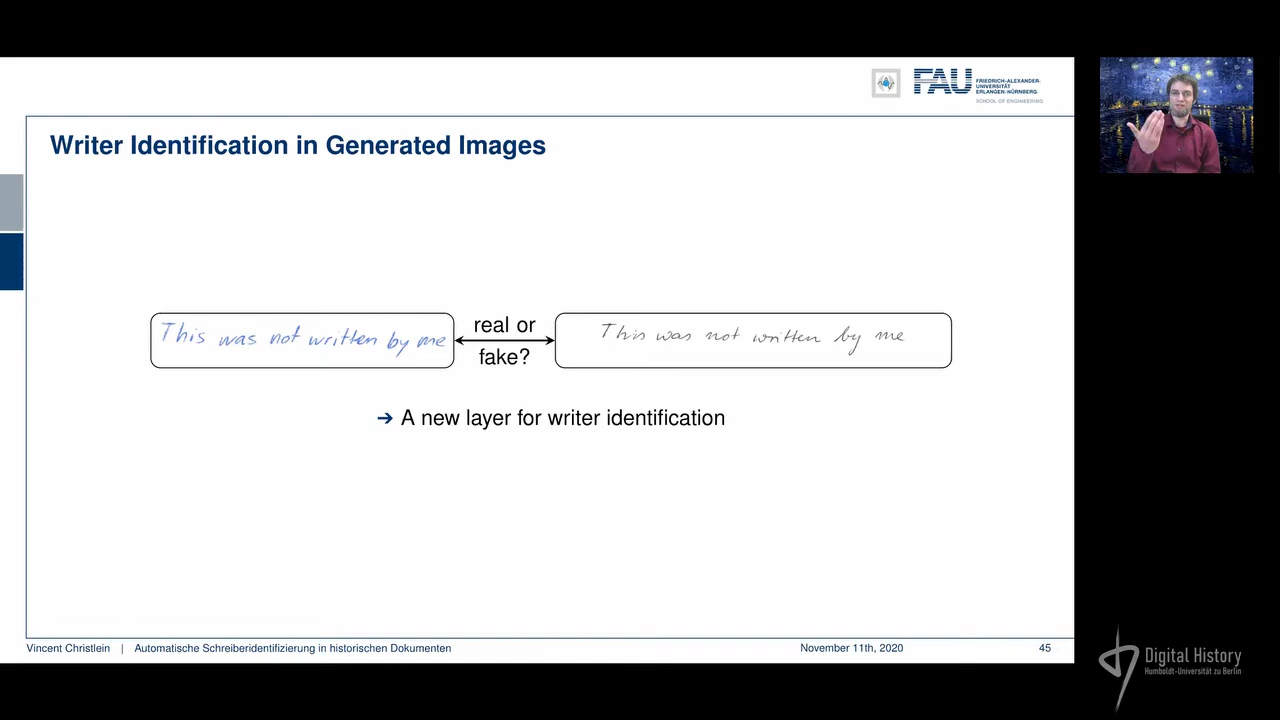 FAU FRIEDRICH-ALEXANDER-
UNIVERSITÄT
ERLANGEN-NÜRNBERG
SCHOOL OF ENGINEERING
Writer Identification in Generated Images
This was not written by me
real or
fake?
This was not written by me
➔ A new layer for writer identification
Vincent Christlein | Automatische Schreiberidentifizierung in historischen Dokumenten November 11th, 2020 45
Digital History
Humboldt-Universität zu Berlin